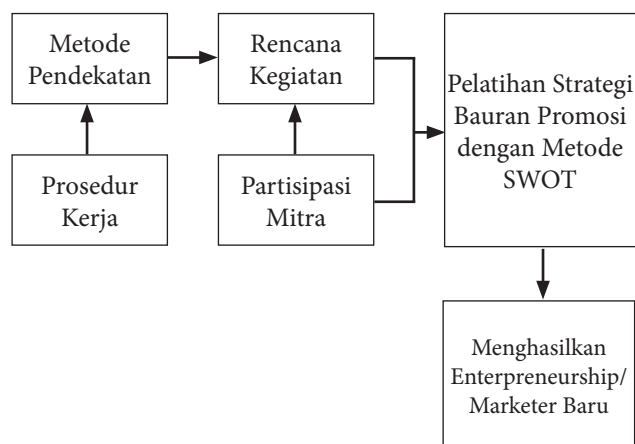 Metode
Pendekatan
Rencana
Kegiatan
Pelatihan Strategi
Bauran Promosi
dengan Metode
SWOT
Prosedur
Kerja
Partisipasi
Mitra
Menghasilkan
Enterpreneurship/
Marketer Baru